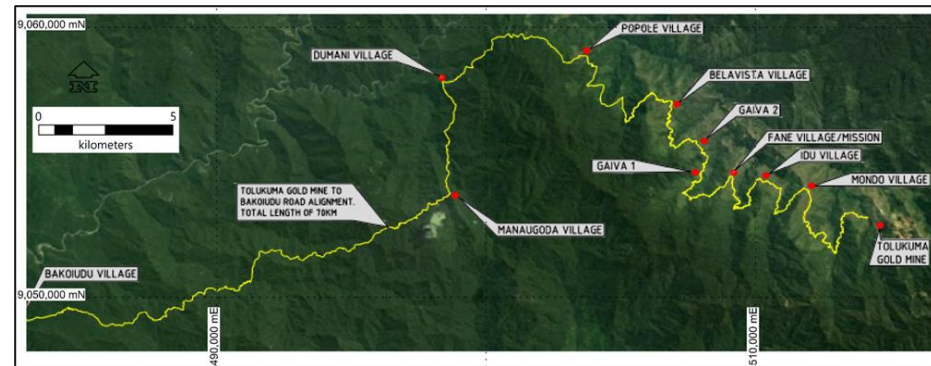 9,060,000 mN
POPOLE VILLAGE
DUMANI VILLAGE
BELAVISTA VILLAGE
N
GAIVA 2
0 5
kilometers
FANE VILLAGE/MISSION
GAIVA 1
IDU VILLAGE
MONDO VILLAGE
TOLUKUMA GOLD MINE TO
BAKOIUDU ROAD ALIGNMENT.
TOTAL LENGTH OF 70KM
MANAUGODA VILLAGE
TOLUKUMA
GOLD MINE
BAKOIUDU VILLAGE
9,050,000 mN
490,000 mE
510,000 mE